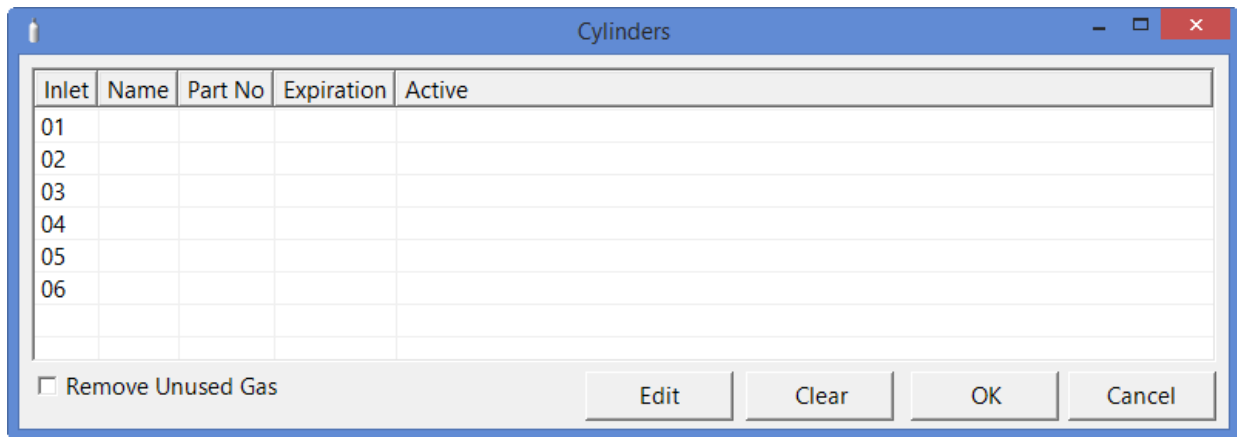 Cylinders
Inlet Name Part No Expiration Active
01
02
03
04
05
06
Remove Unused Gas Edit Clear OK Cancel